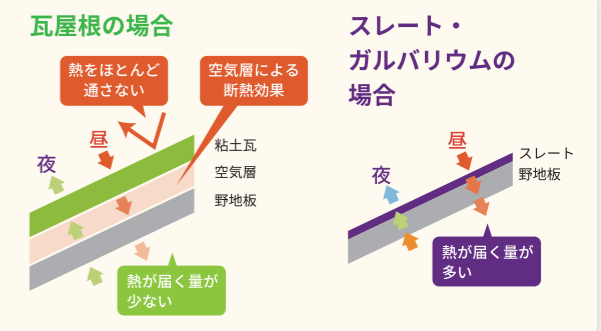 瓦屋根の場合
熱をほとんど
通さない
空気層による
断熱効果
昼
夜
粘土瓦
空気層
野地板
熱が届く量が
少ない
スレート・
ガルバリウムの
場合
昼
夜
スレート
野地板
熱が届く量が
多い